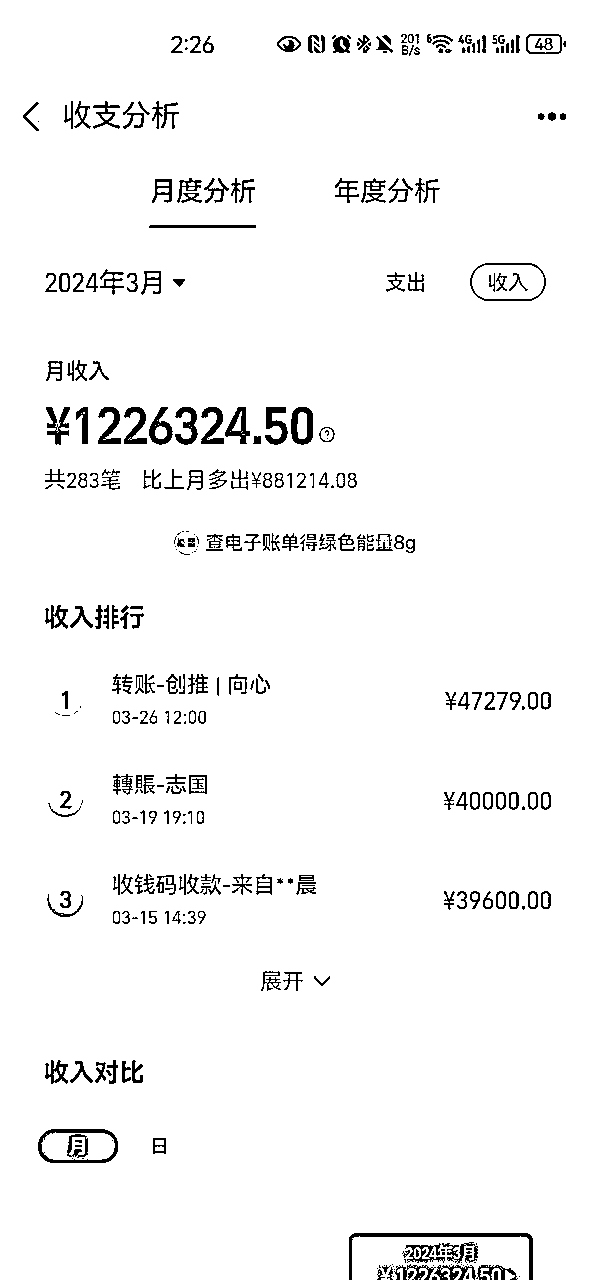 2:26
201 B/s 6 4G 5G 48
收支分析
月度分析 年度分析
2024年3月 支出 收入
月收入
¥1226324.50
共283笔 比上月多出¥881214.08
查电子账单得绿色能量8g
收入排行
1 转账-创推 | 向心 ¥47279.00
03-26 12:00
2 轉賬-志国 ¥40000.00
03-19 19:10
3 收钱码收款-来自**晨 ¥39600.00
03-15 14:39
展开
收入对比
月 日
2024年3月
¥1226324.50